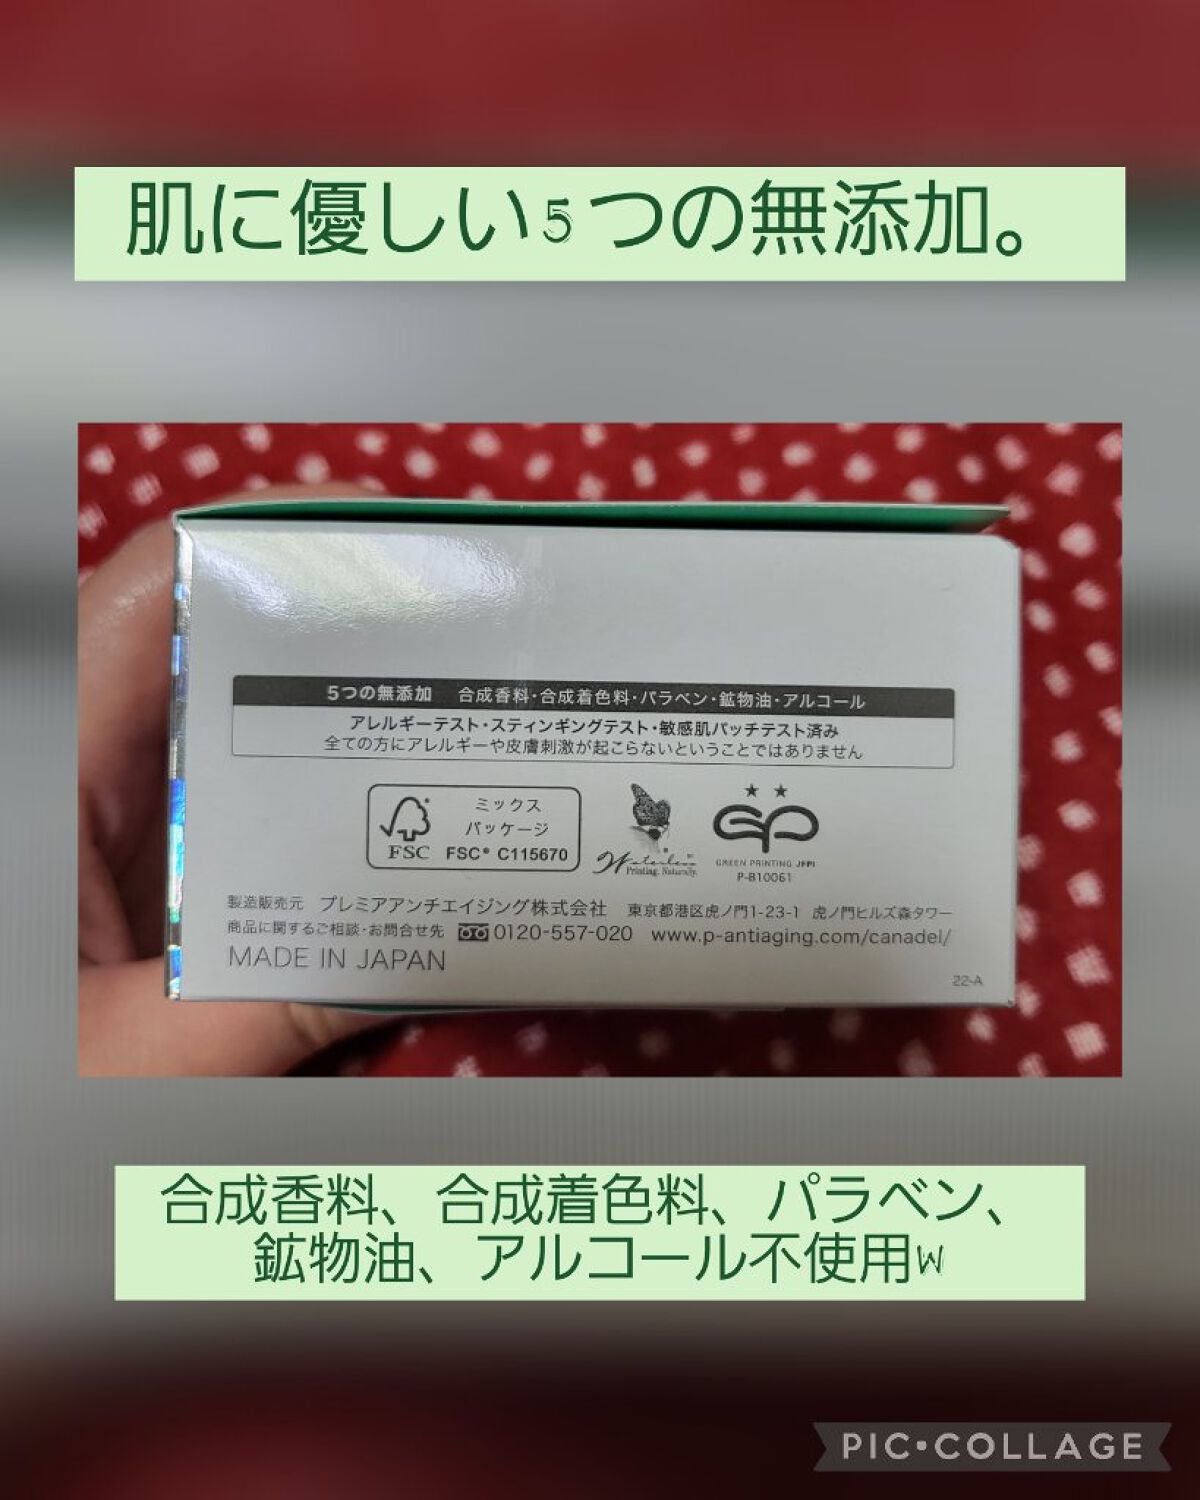 肌に優しい5つの無添加。
5つの無添加 合成香料・合成着色料・パラベン・鉱物油・アルコール
アレルギーテスト・スティンギングテスト・敏感肌パッチテスト済み
全ての方にアレルギーや皮膚刺激が起こらないということではありません
ミックス
パッケージ
FSC FSC® C115670
Waterless
Printing. Naturally.
GREEN PRINTING JFPI
P-B10061
製造販売元 プレミアアンチエイジング株式会社 東京都港区虎ノ門1-23-1 虎ノ門ヒルズ森タワー
商品に関するご相談・お問合せ先 0120-557-020 www.p-antiaging.com/canadel/
MADE IN JAPAN
22-A
合成香料、合成着色料、パラベン、
鉱物油、アルコール不使用W
PIC•COLLAGE